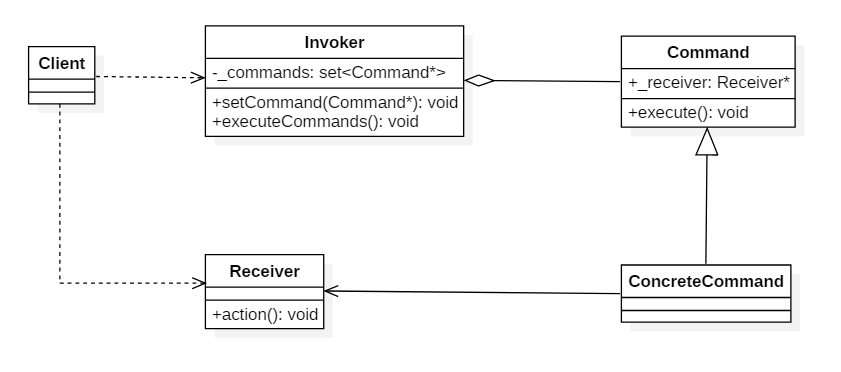 Client
Invoker
-_commands: set<Command*>
+setCommand(Command*): void
+executeCommands(): void
Command
+_receiver: Receiver*
+execute(): void
Receiver
+action(): void
ConcreteCommand